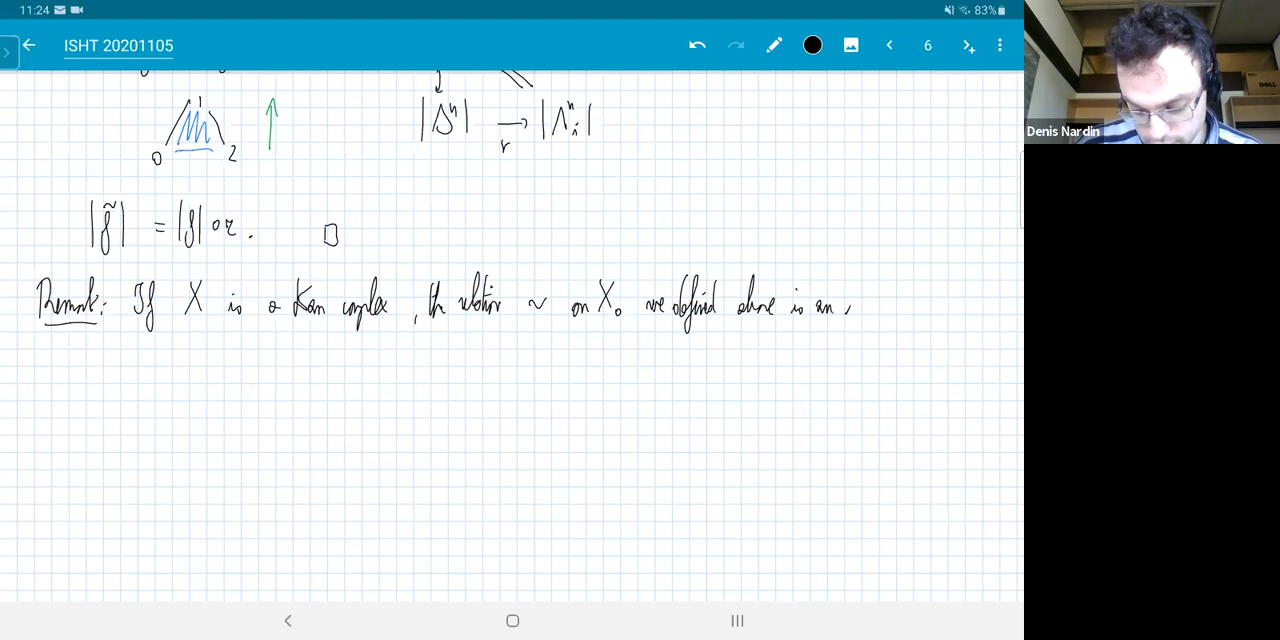 11:24
83%
ISHT 20201105
6
1
0 2
|Δⁿ| → |Λⁿᵢ|
r
Denis Nardin
|f̃| = |f| ∘ r. □
Remark: If X is a Kan complex, the relation ~ on X₀ we defined above is an